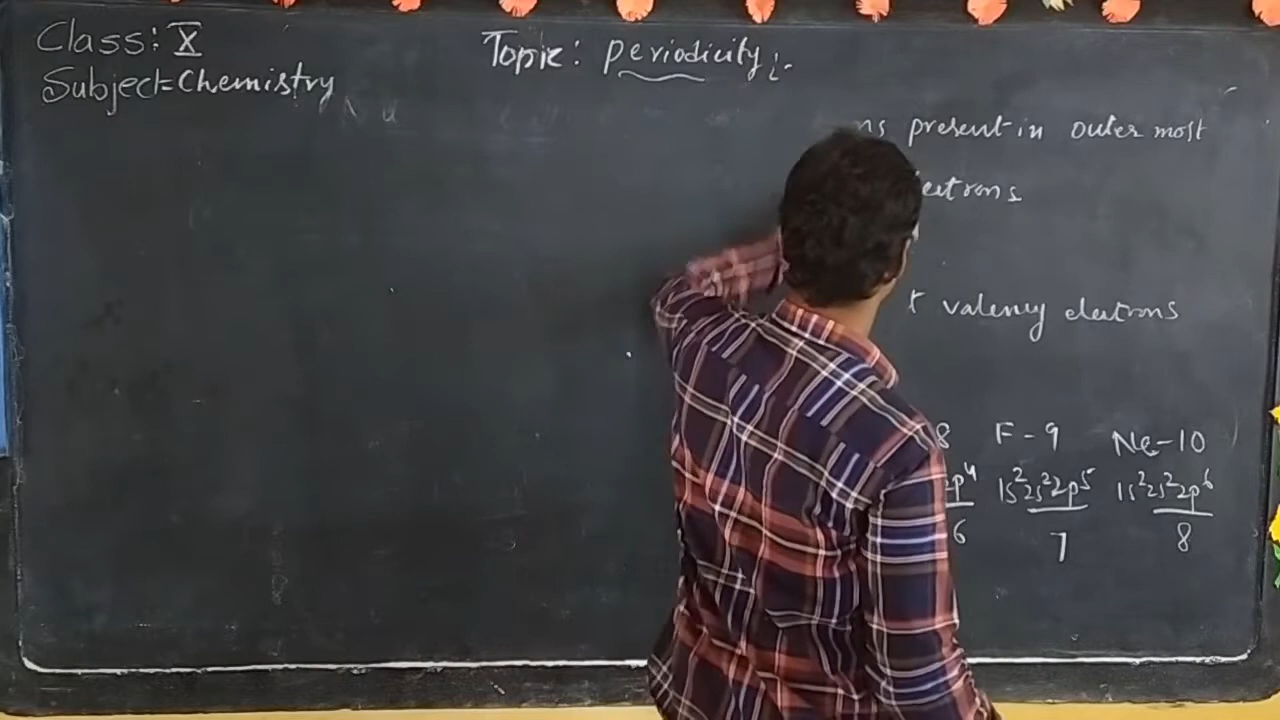 Class: X
Topic: periodicity:-
Subject: Chemistry
ns present in outer most
ectrons
t valency electrons
8 F-9 Ne-10
2p⁴ 1s²2s²2p⁵ 1s²2s²2p⁶
6 7 8